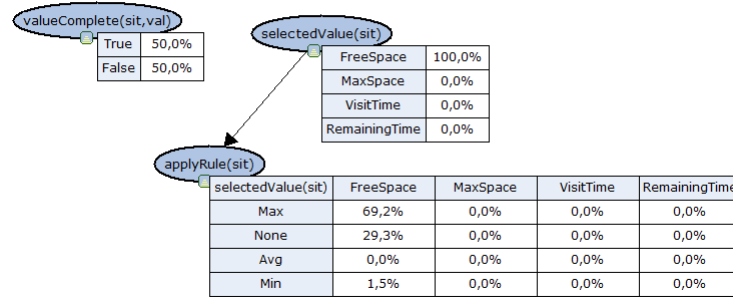 valueComplete(sit,val)
True 50,0%
False 50,0%
selectedValue(sit)
FreeSpace 100,0%
MaxSpace 0,0%
VisitTime 0,0%
RemainingTime 0,0%
applyRule(sit)
selectedValue(sit) FreeSpace MaxSpace VisitTime RemainingTime
Max 69,2% 0,0% 0,0% 0,0%
None 29,3% 0,0% 0,0% 0,0%
Avg 0,0% 0,0% 0,0% 0,0%
Min 1,5% 0,0% 0,0% 0,0%